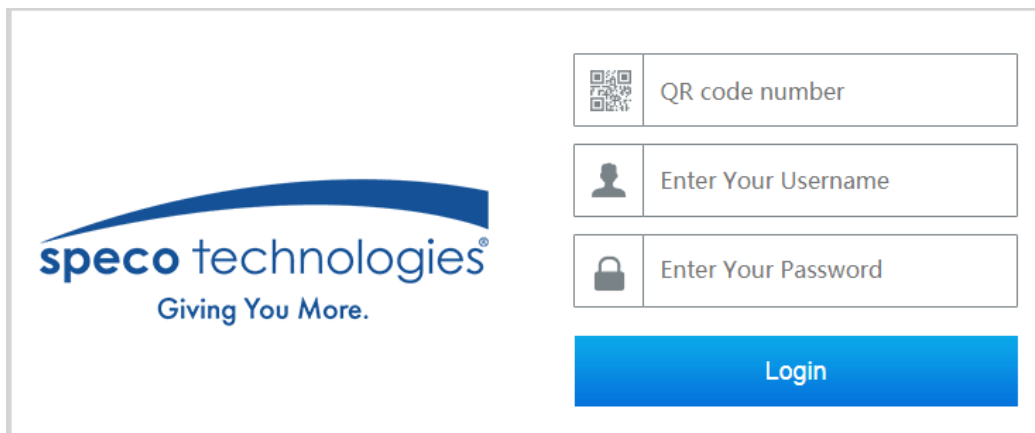 QR code number
Enter Your Username
speco technologies®
Enter Your Password
Giving You More.
Login